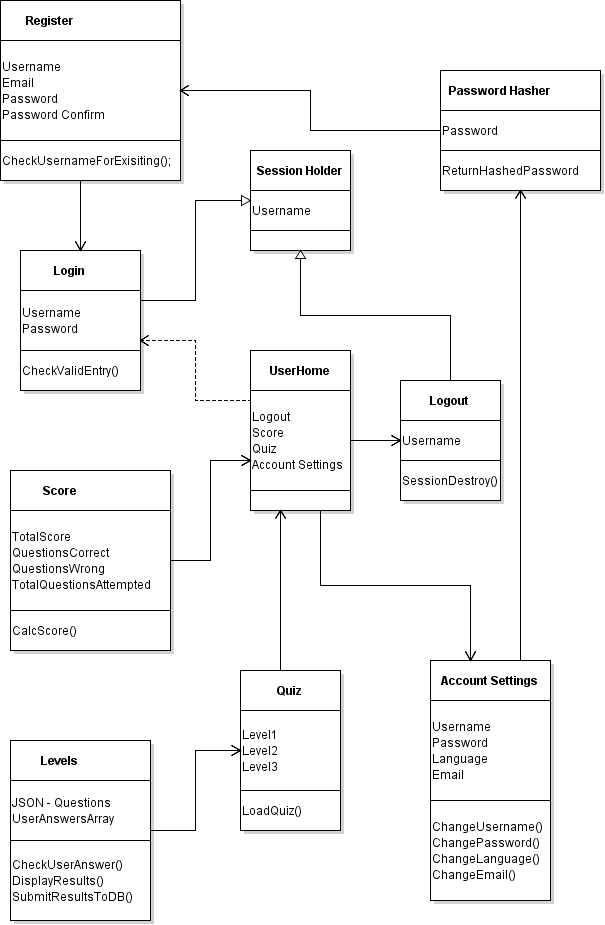 Register
Username
Email
Password
Password Confirm
CheckUsernameForExisiting();
Password Hasher
Password
ReturnHashedPassword
Session Holder
Username
Login
Username
Password
CheckValidEntry()
UserHome
Logout
Score
Quiz
Account Settings
Logout
Username
SessionDestroy()
Score
TotalScore
QuestionsCorrect
QuestionsWrong
TotalQuestionsAttempted
CalcScore()
Quiz
Level1
Level2
Level3
LoadQuiz()
Account Settings
Username
Password
Language
Email
ChangeUsername()
ChangePassword()
ChangeLanguage()
ChangeEmail()
Levels
JSON - Questions
UserAnswersArray
CheckUserAnswer()
DisplayResults()
SubmitResultsToDB()